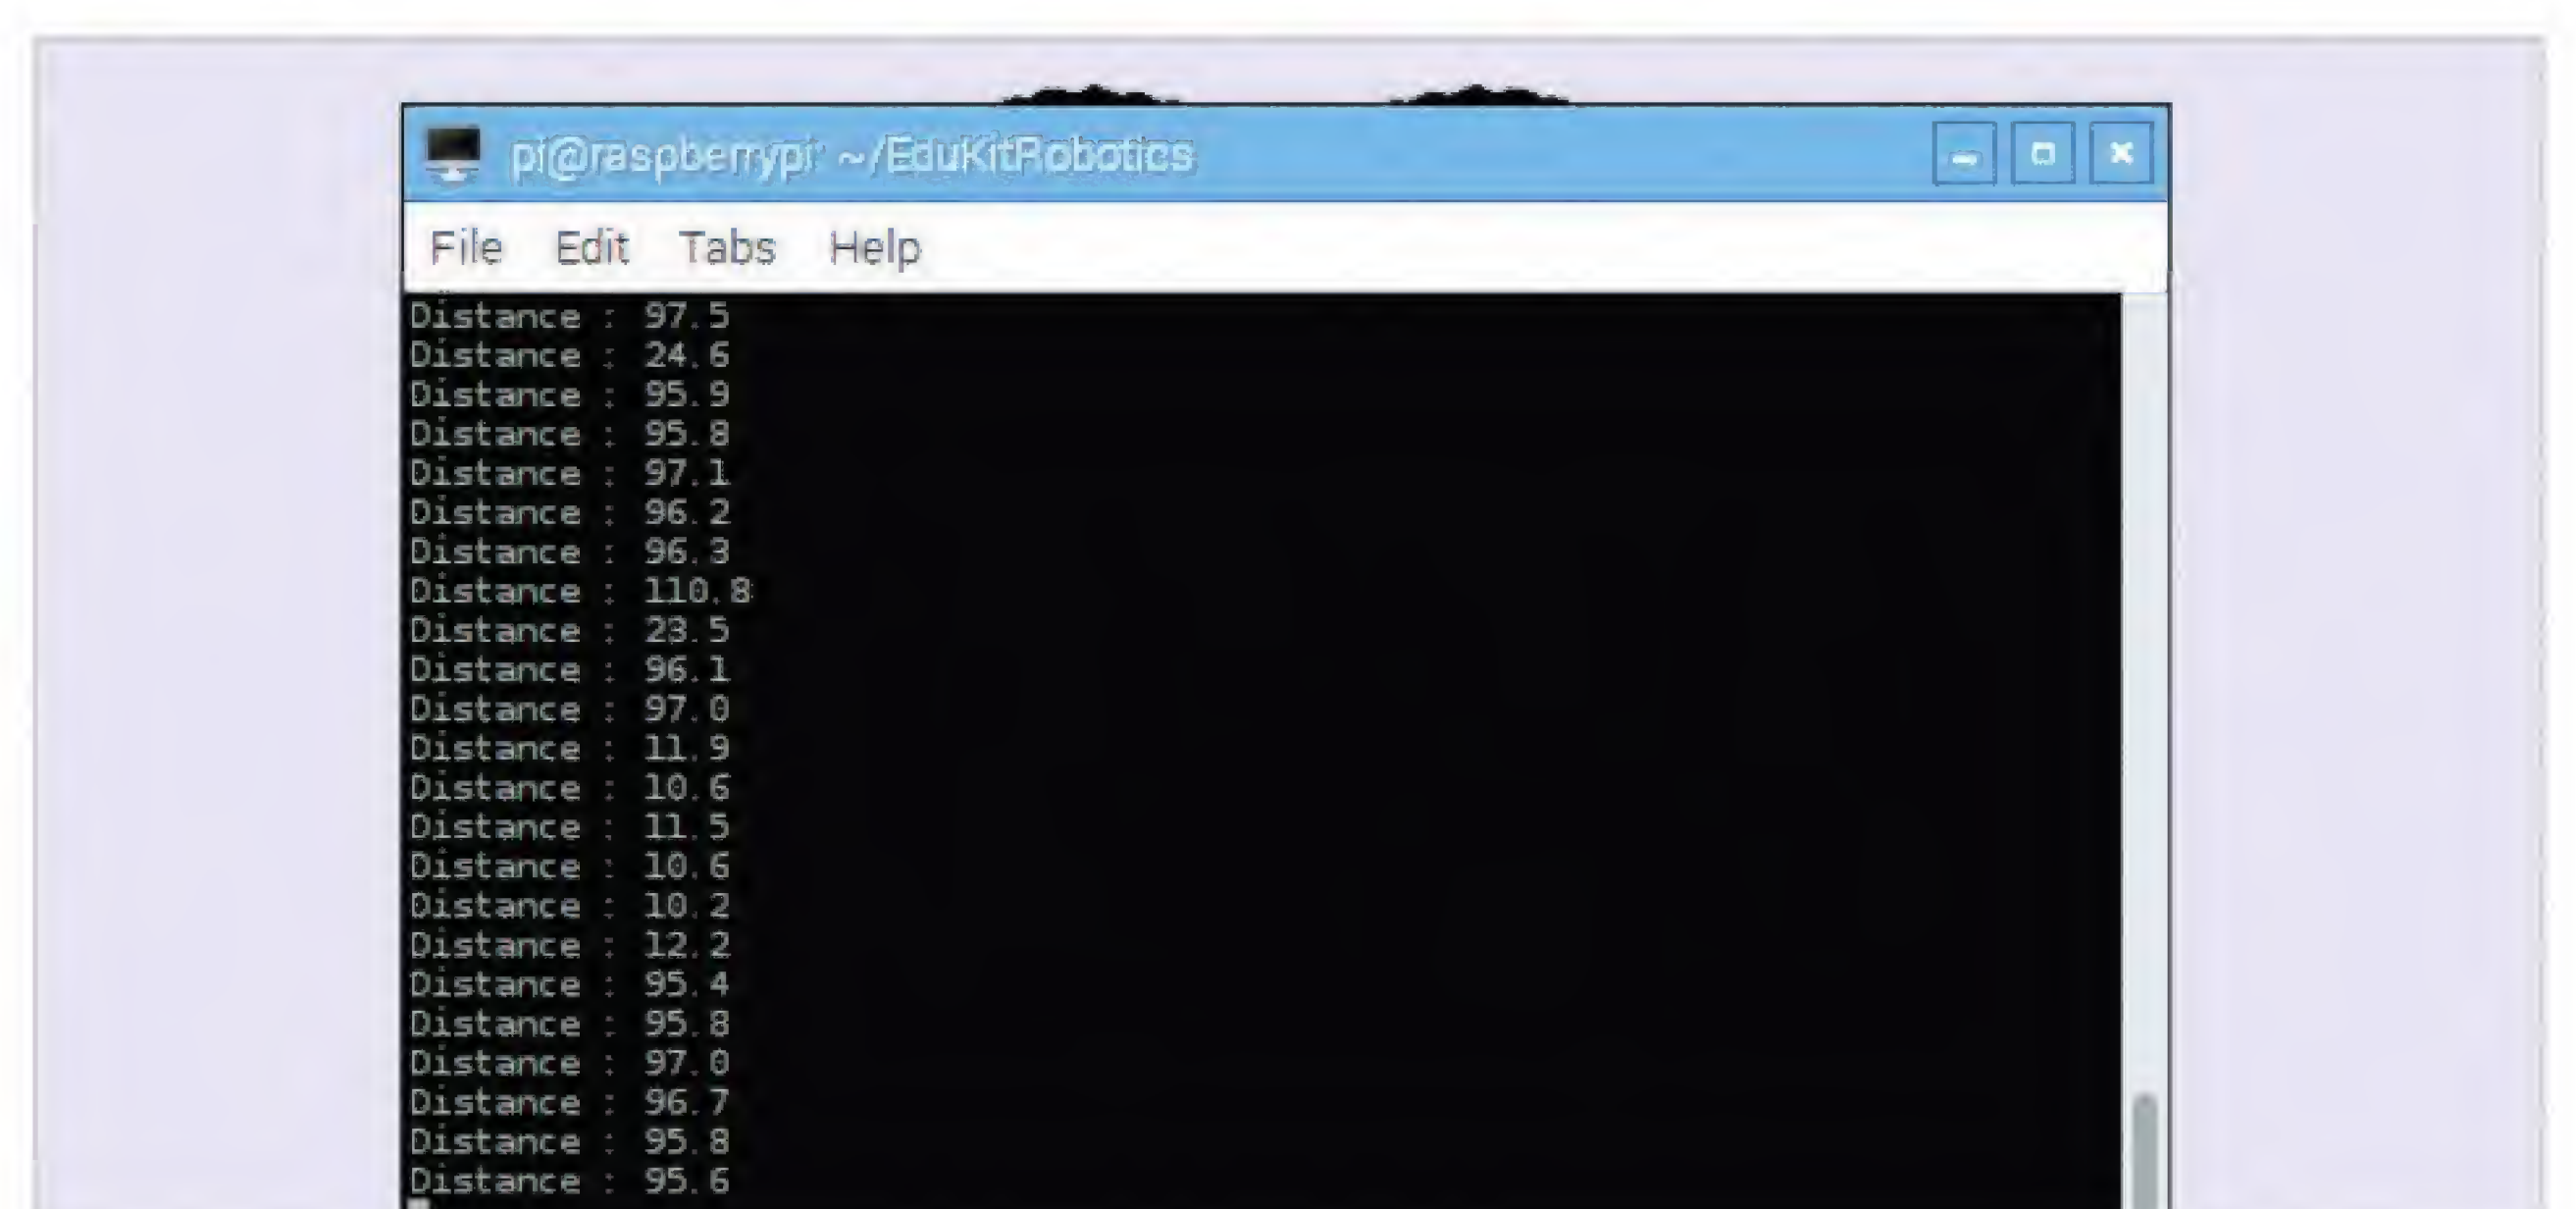 pi@raspberrypi: ~/EduKitRobotics
File Edit Tabs Help
Distance : 97.5
Distance : 24.6
Distance : 95.9
Distance : 95.8
Distance : 97.1
Distance : 96.2
Distance : 96.3
Distance : 110.8
Distance : 23.5
Distance : 96.1
Distance : 97.0
Distance : 11.9
Distance : 10.6
Distance : 11.5
Distance : 10.6
Distance : 10.2
Distance : 12.2
Distance : 95.4
Distance : 95.8
Distance : 97.0
Distance : 96.7
Distance : 95.8
Distance : 95.6